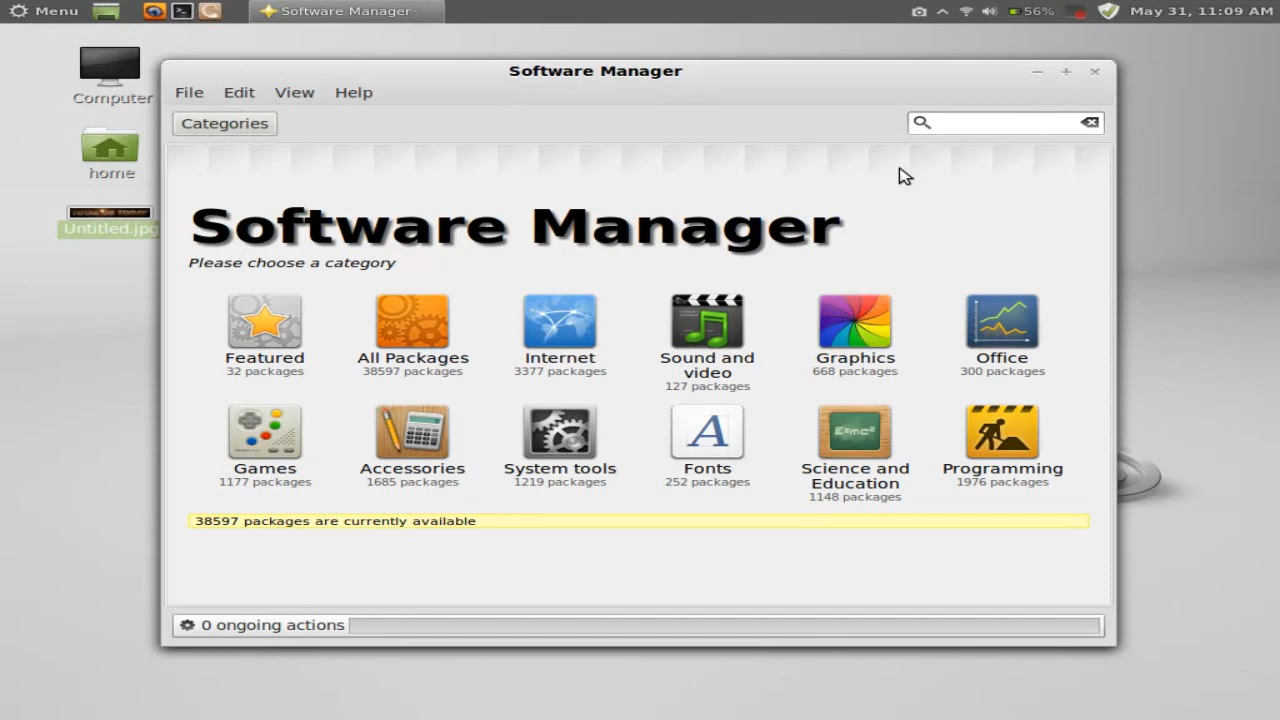 Menu
Software Manager
56%
May 31, 11:09 AM
Computer
home
Untitled.jpg
Software Manager
File Edit View Help
Categories
Software Manager
Please choose a category
Featured
32 packages
All Packages
38597 packages
Internet
3377 packages
Sound and
video
127 packages
Graphics
668 packages
Office
300 packages
Games
1177 packages
Accessories
1685 packages
System tools
1219 packages
A
Fonts
252 packages
E=mc²
Science and
Education
1148 packages
Programming
1976 packages
38597 packages are currently available
0 ongoing actions